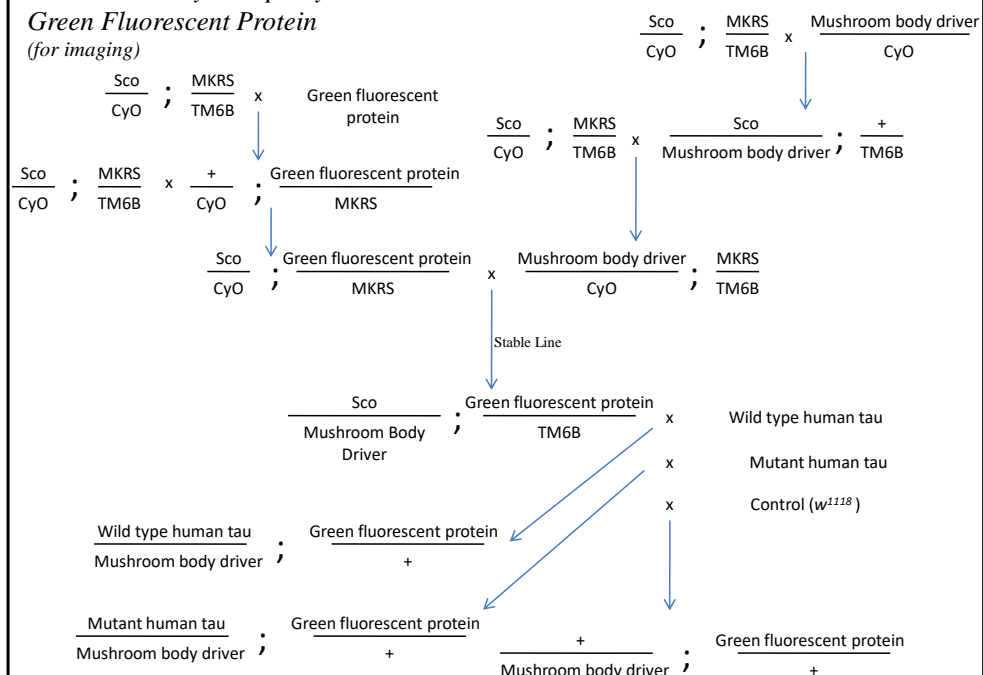 Green Fluorescent Protein
(for imaging)
Sco
CyO
;
MKRS
TM6B
x
Mushroom body driver
CyO
Sco
CyO
;
MKRS
TM6B
x
Green fluorescent
protein
Sco
CyO
;
MKRS
TM6B
x
Sco
Mushroom body driver
;
+
TM6B
Sco
CyO
;
MKRS
TM6B
x
+
CyO
;
Green fluorescent protein
MKRS
Sco
CyO
;
Green fluorescent protein
MKRS
x
Mushroom body driver
CyO
;
MKRS
TM6B
Stable Line
Sco
Mushroom Body
Driver
;
Green fluorescent protein
TM6B
x
Wild type human tau
x
Mutant human tau
x
Control (w1118)
Wild type human tau
Mushroom body driver
;
Green fluorescent protein
+
Mutant human tau
Mushroom body driver
;
Green fluorescent protein
+
+
Mushroom body driver
;
Green fluorescent protein
+